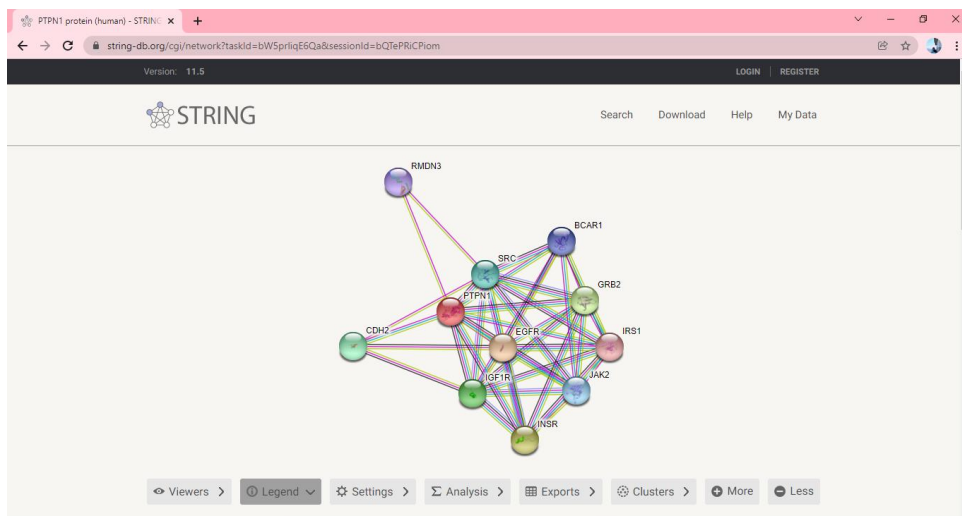 PTPN1 protein (human) - STRING
string-db.org/cgi/network?taskId=bW5prliqE6Qa&sessionId=bQTePRiCPiom
Version: 11.5
LOGIN | REGISTER
STRING
Search Download Help My Data
RMDN3
BCAR1
SRC
GRB2
PTPN1
EGFR
IRS1
CDH2
IGF1R
JAK2
INSR
Viewers Legend Settings Analysis Exports Clusters More Less